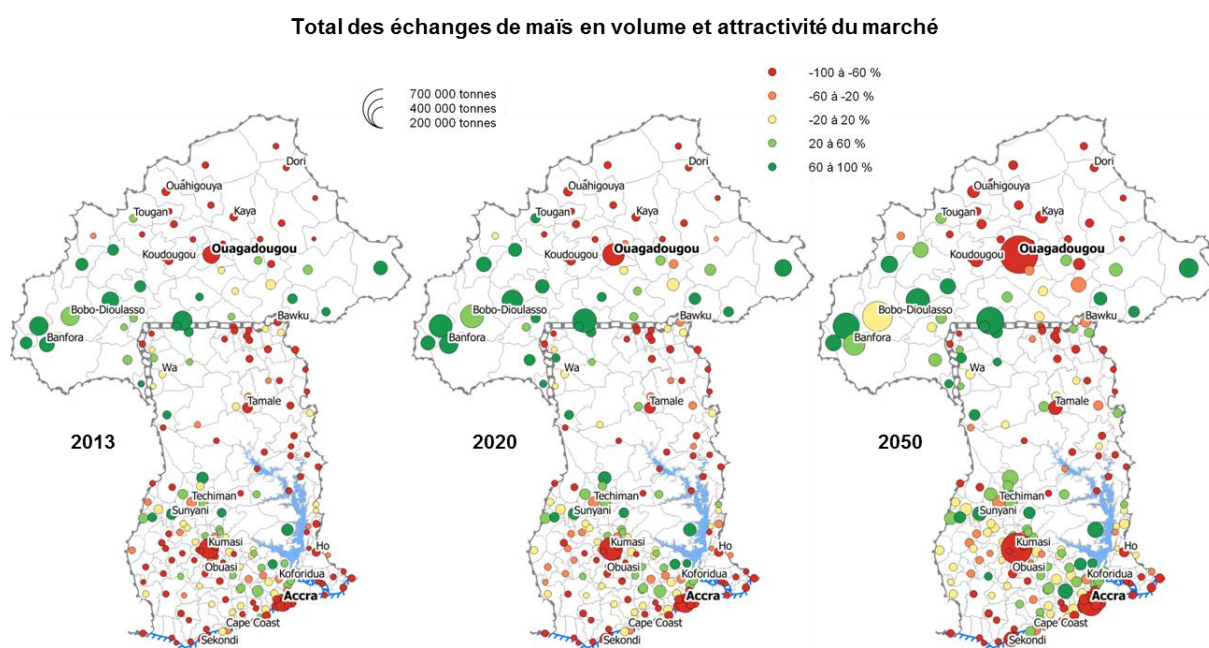 Total des échanges de maïs en volume et attractivité du marché
700 000 tonnes
400 000 tonnes
200 000 tonnes
-100 à -60 %
-60 à -20 %
-20 à 20 %
20 à 60 %
60 à 100 %
Dori
Ouahigouya
Tougan
Kaya
Ouagadougou
Koudougou
Bobo-Dioulasso
Bawku
Banfora
Wa
Tamale
2013
Techiman
Sunyani
Kumasi
Ho
Obuasi
Koforidua
Accra
Cape Coast
Sekondi
Dori
Ouahigouya
Tougan
Kaya
Ouagadougou
Koudougou
Bobo-Dioulasso
Bawku
Banfora
Wa
Tamale
2020
Techiman
Sunyani
Kumasi
Ho
Obuasi
Koforidua
Accra
Cape Coast
Sekondi
Dori
Ouahigouya
Tougan
Kaya
Ouagadougou
Koudougou
Bobo-Dioulasso
Bawku
Banfora
Wa
Tamale
2050
Techiman
Sunyani
Kumasi
Ho
Obuasi
Koforidua
Accra
Cape Coast
Sekondi